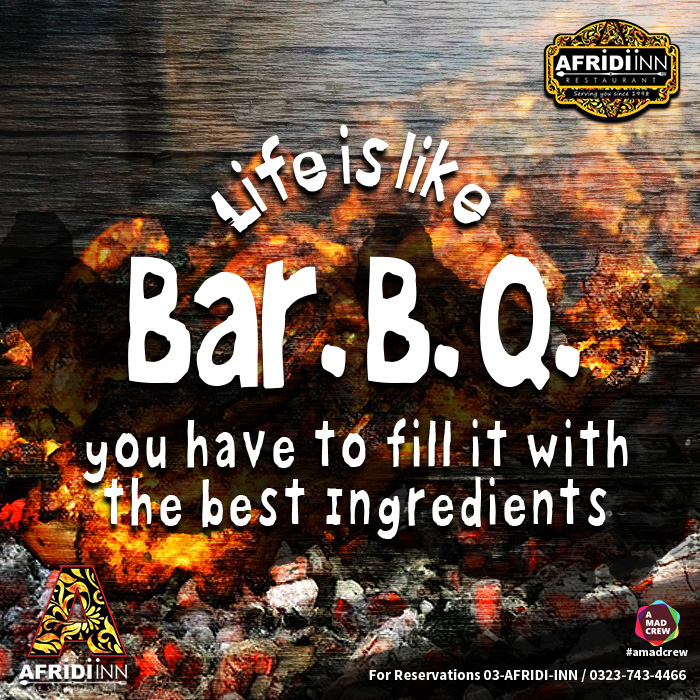 AFRIDI INN
RESTAURANT
Serving you since 1998
Life is like
Bar.B.Q.
you have to fill it with
the best Ingredients
A
AFRIDI INN
A
MAD
CREW
#amadcrew
For Reservations 03-AFRIDI-INN / 0323-743-4466